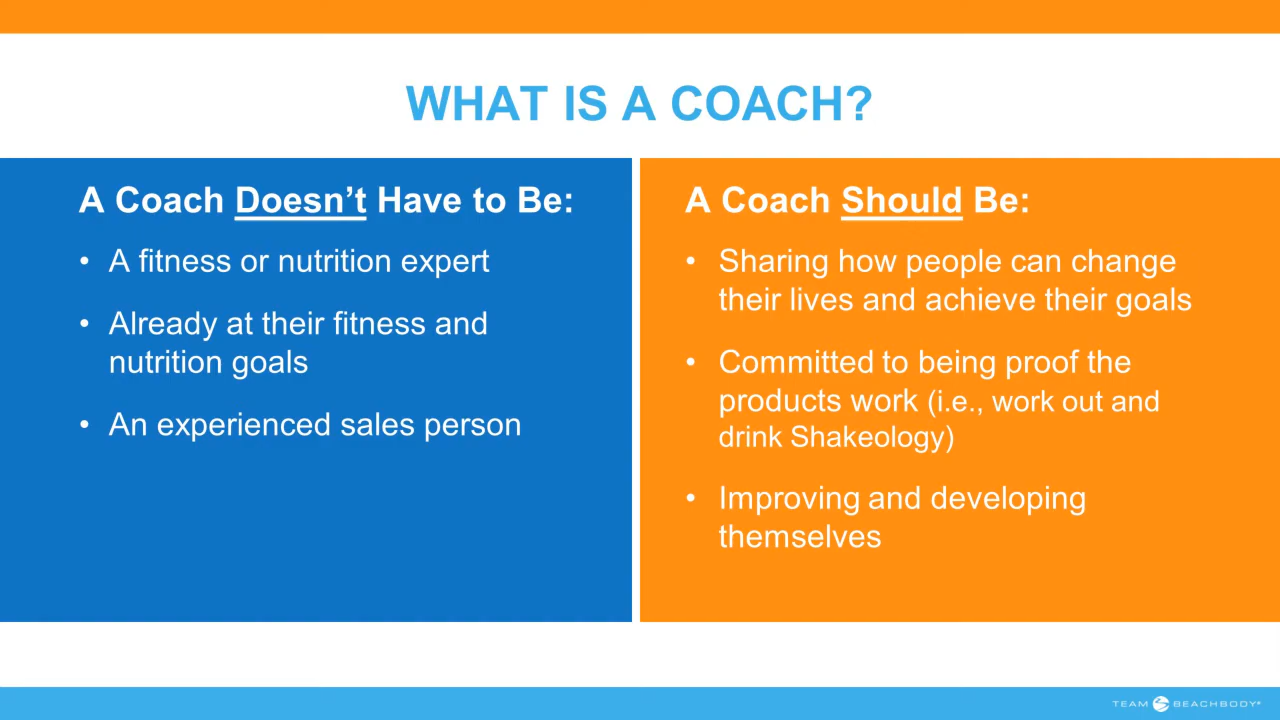 WHAT IS A COACH?
A Coach Doesn’t Have to Be:
• A fitness or nutrition expert
• Already at their fitness and
nutrition goals
• An experienced sales person
A Coach Should Be:
• Sharing how people can change
their lives and achieve their goals
• Committed to being proof the
products work (i.e., work out and
drink Shakeology)
• Improving and developing
themselves
TEAM BEACHBODY®